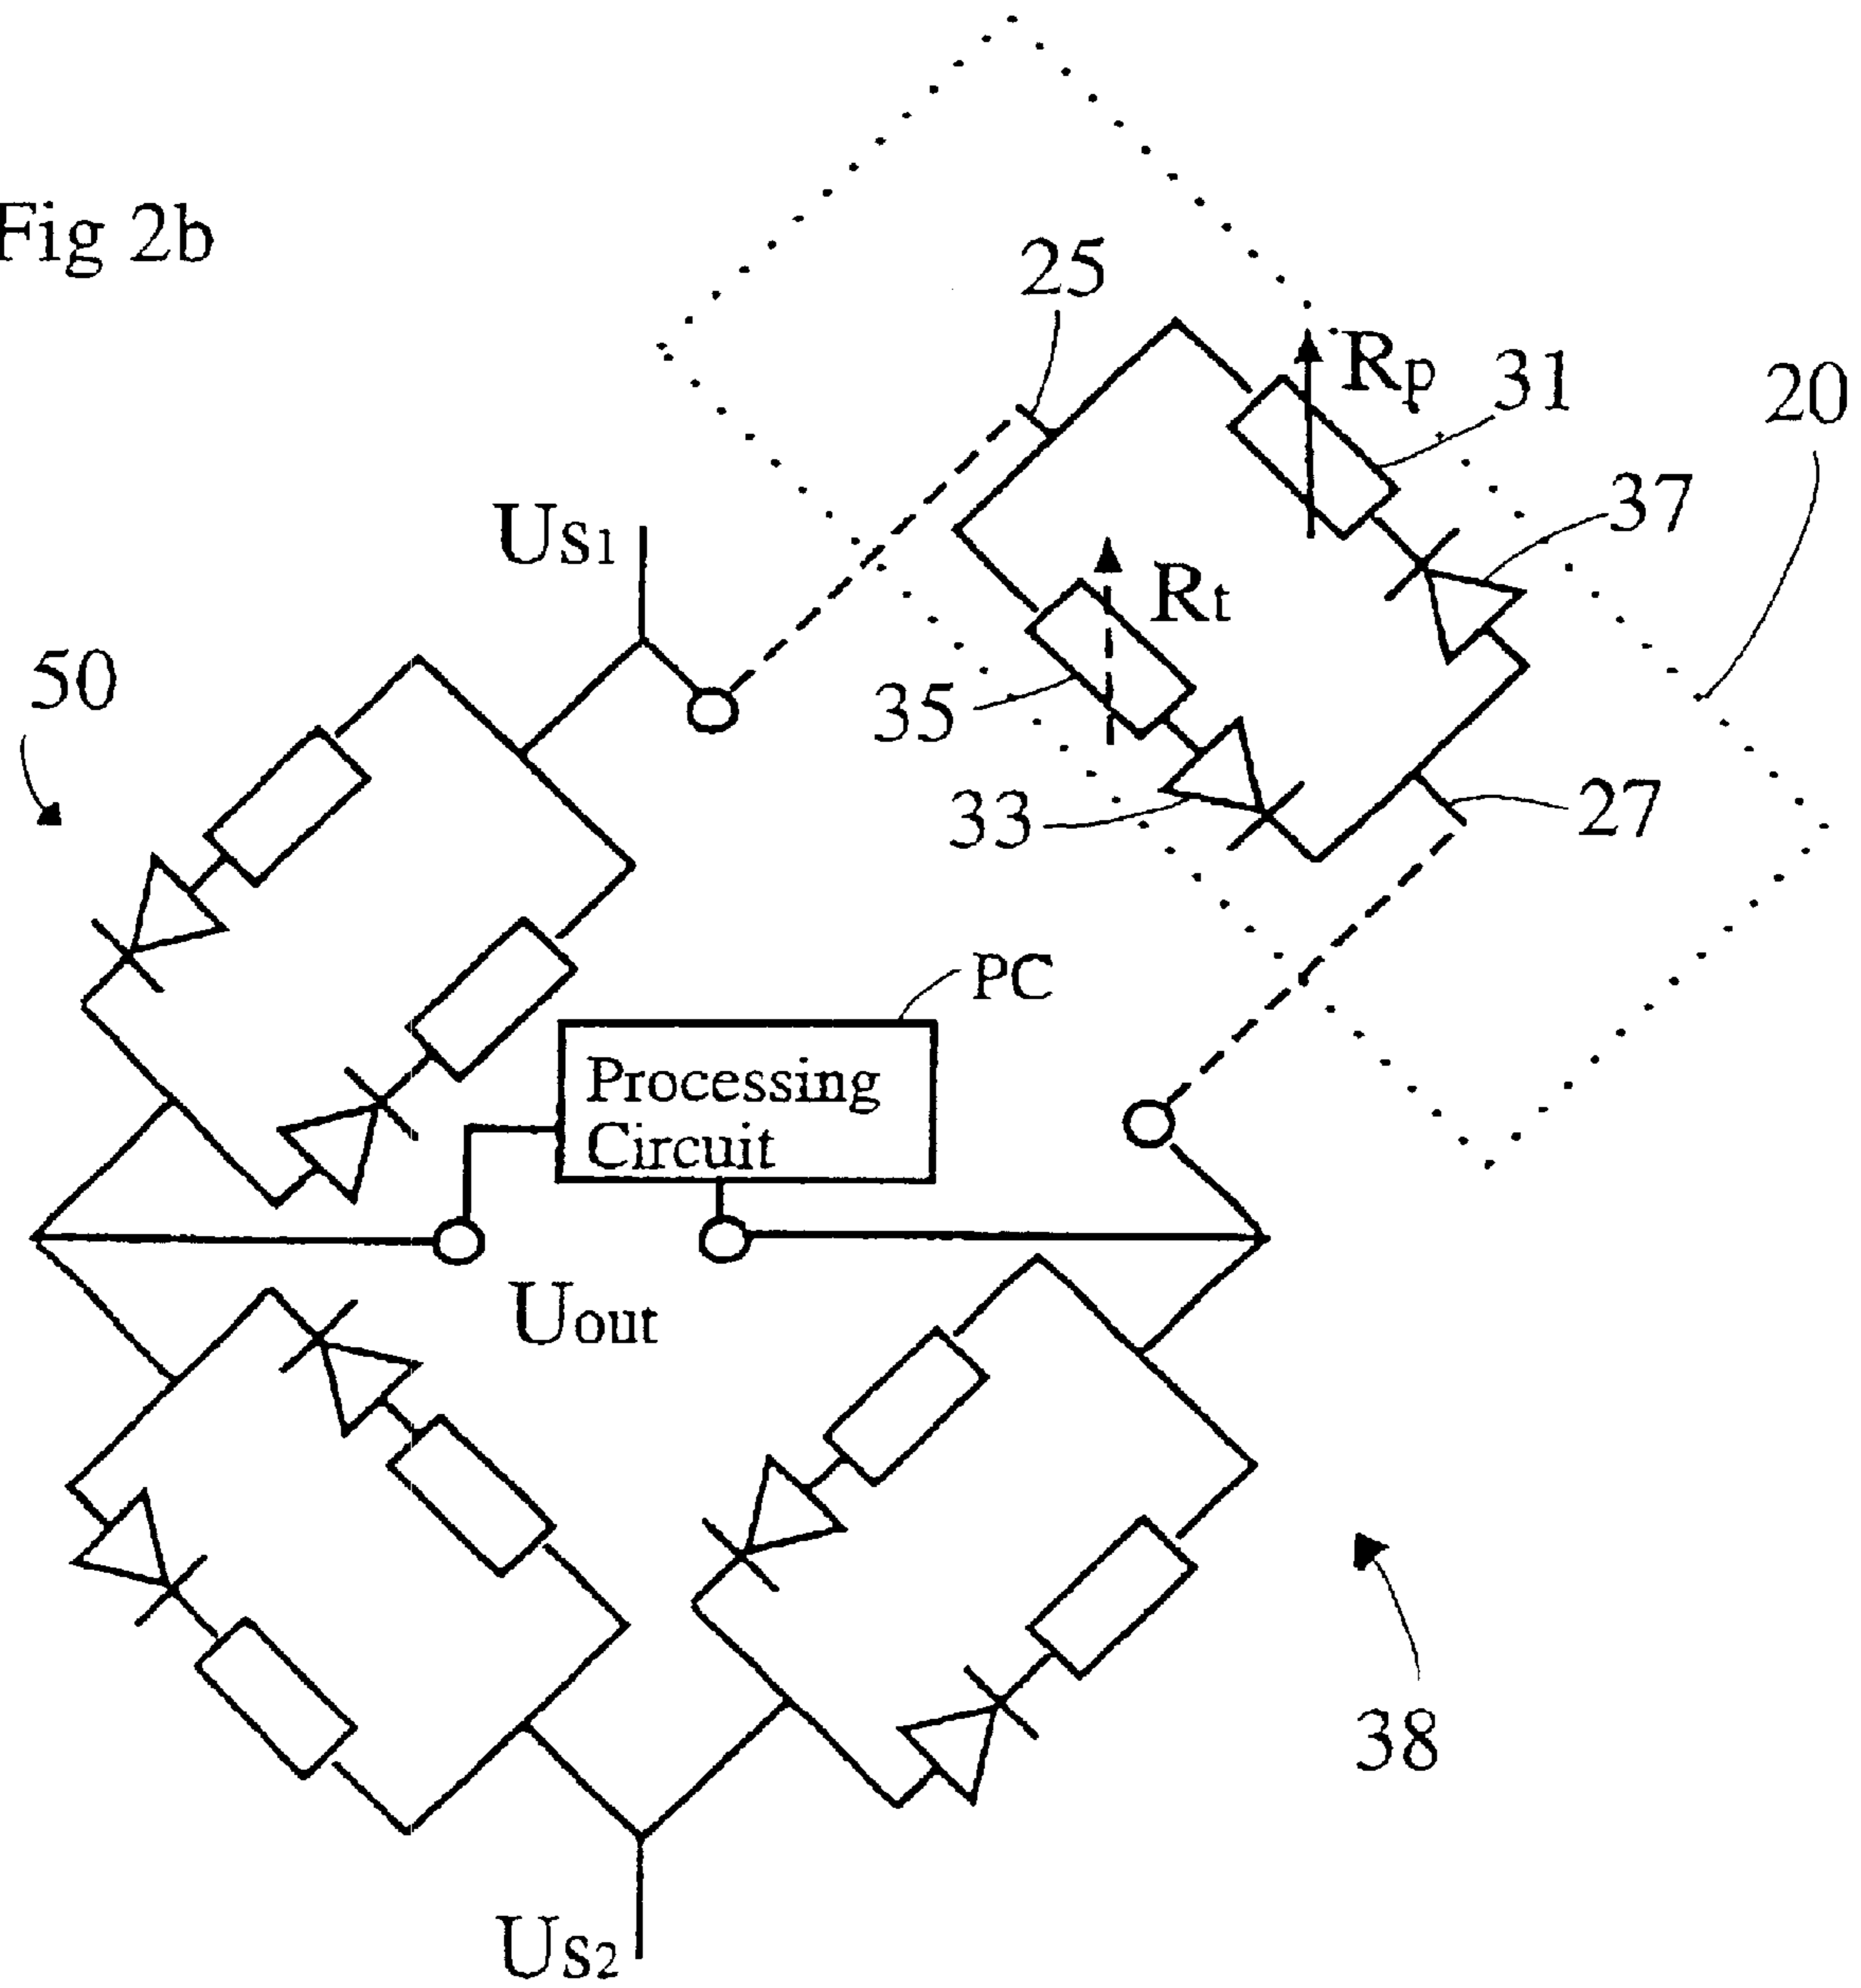 Fig 2b
25
Rp
31
20
37
Us1
Rt
50
35
33
27
PC
Processing
Circuit
Uout
38
Us2